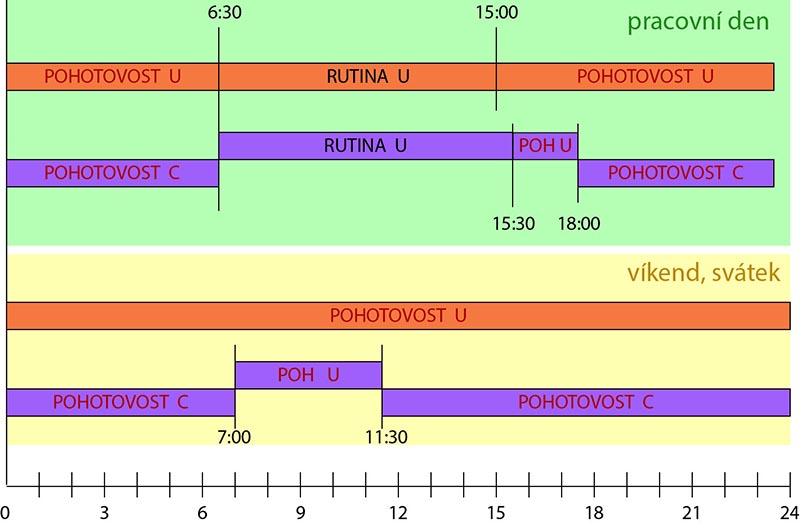 6:30 15:00
pracovní den
POHOTOVOST U RUTINA U POHOTOVOST U
RUTINA U POH U
POHOTOVOST C POHOTOVOST C
15:30 18:00
víkend, svátek
POHOTOVOST U
POH U
POHOTOVOST C POHOTOVOST C
7:00 11:30
0 3 6 9 12 15 18 21 24